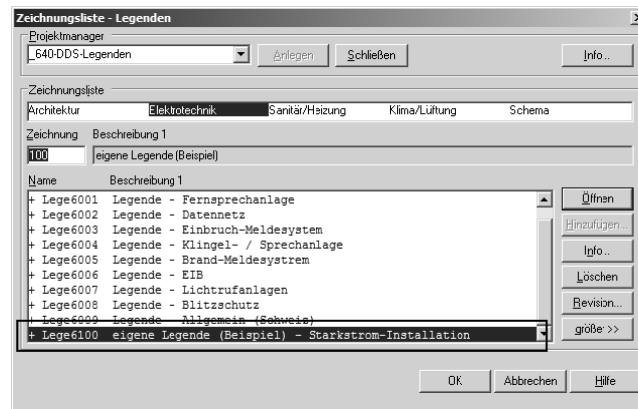 Zeichnungsliste - Legenden
Projektmanager
_640-DDS-Legenden
Anlegen
Schließen
Info..
Zeichnungsliste
Architektur Elektrotechnik Sanitär/Heizung Klima/Lüftung Schema
Zeichnung Beschreibung 1
100 eigene Legende (Beispiel)
Name Beschreibung 1
+ Lege6001 Legende - Fernsprechanlage
+ Lege6002 Legende - Datennetz
+ Lege6003 Legende - Einbruch-Meldesystem
+ Lege6004 Legende - Klingel- / Sprechanlage
+ Lege6005 Legende - Brand-Meldesystrem
+ Lege6006 Legende - EIB
+ Lege6007 Legende - Lichtrufanlagen
+ Lege6008 Legende - Blitzschutz
+ Lege6009 Legende - Allgemein (Schweiz)
+ Lege6100 eigene Legende (Beispiel) - Starkstrom-Installation
Öffnen
Hinzufügen...
Info..
Löschen
Revision...
größer >>
OK
Abbrechen
Hilfe